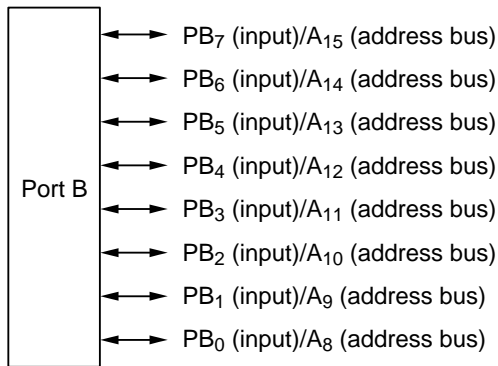 PB7 (input)/A15 (address bus)
PB6 (input)/A14 (address bus)
PB5 (input)/A13 (address bus)
Port B
PB4 (input)/A12 (address bus)
PB3 (input)/A11 (address bus)
PB2 (input)/A10 (address bus)
PB1 (input)/A9 (address bus)
PB0 (input)/A8 (address bus)